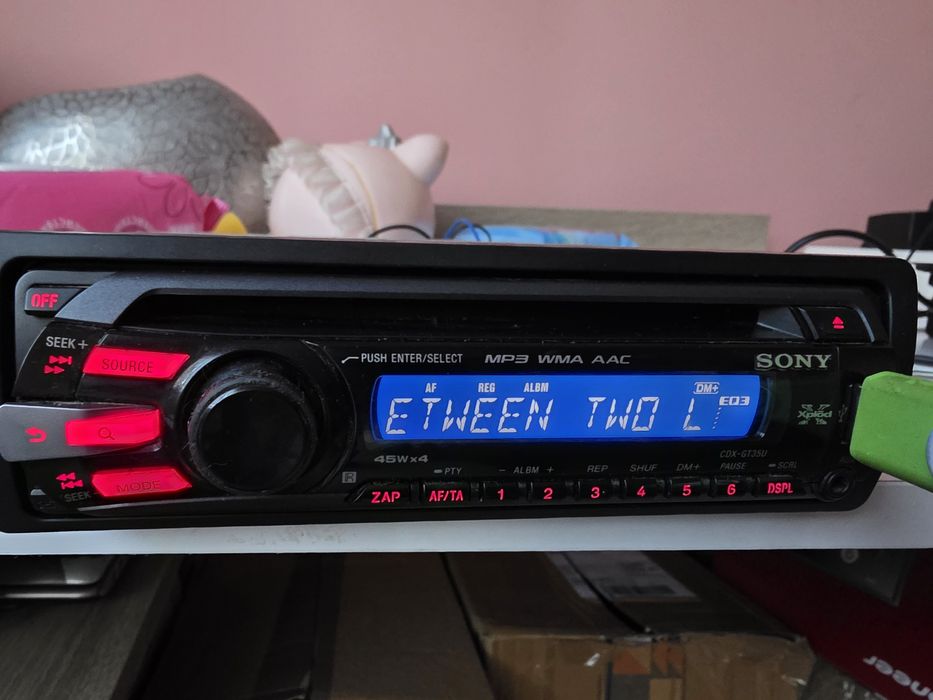 OFF
SEEK +
SOURCE
PUSH ENTER/SELECT
MP3 WMA AAC
SONY
AF REG ALBM DM+
EQ3
ETWEEN TWO L
Xplod
MODE
SEEK -
45W x 4
CDX-GT35U
R
PTY - ALBM + REP SHUF DM+ PAUSE SCRL
ZAP AF/TA 1 2 3 4 5 6 DSPL
oneer